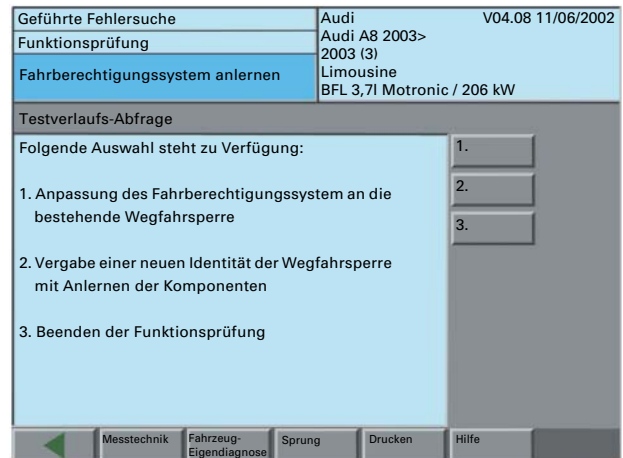 Geführte Fehlersuche
Funktionsprüfung
Fahrberechtigungssystem anlernen
Audi V04.08 11/06/2002
Audi A8 2003>
2003 (3)
Limousine
BFL 3,7l Motronic / 206 kW
Testverlaufs-Abfrage
Folgende Auswahl steht zu Verfügung:
1. Anpassung des Fahrberechtigungssystem an die
bestehende Wegfahrsperre
2. Vergabe einer neuen Identität der Wegfahrsperre
mit Anlernen der Komponenten
3. Beenden der Funktionsprüfung
1.
2.
3.
Messtechnik
Fahrzeug-
Eigendiagnose
Sprung
Drucken
Hilfe